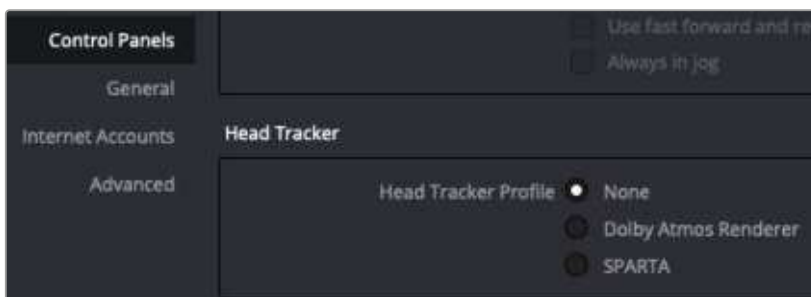 Control Panels
General
Internet Accounts
Advanced
Use fast forward and
Always in jog
Head Tracker
Head Tracker Profile
None
Dolby Atmos Renderer
SPARTA